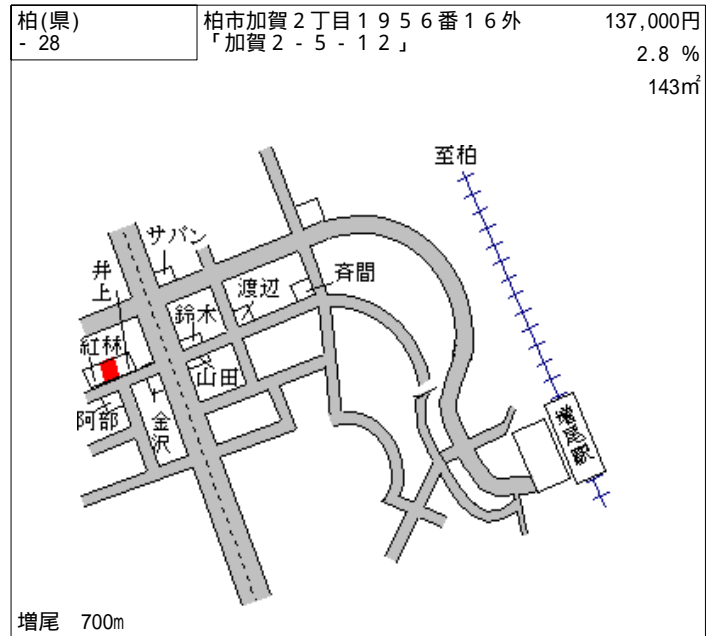 柏(県)
- 28
柏市加賀２丁目１９５６番１６外
「加賀２-５-１２」
137,000円
2.8 %
143㎡
至柏
サパン
井上
斉間
渡辺
鈴木
紅林
山田
阿部
金沢
増尾駅
増尾 700m